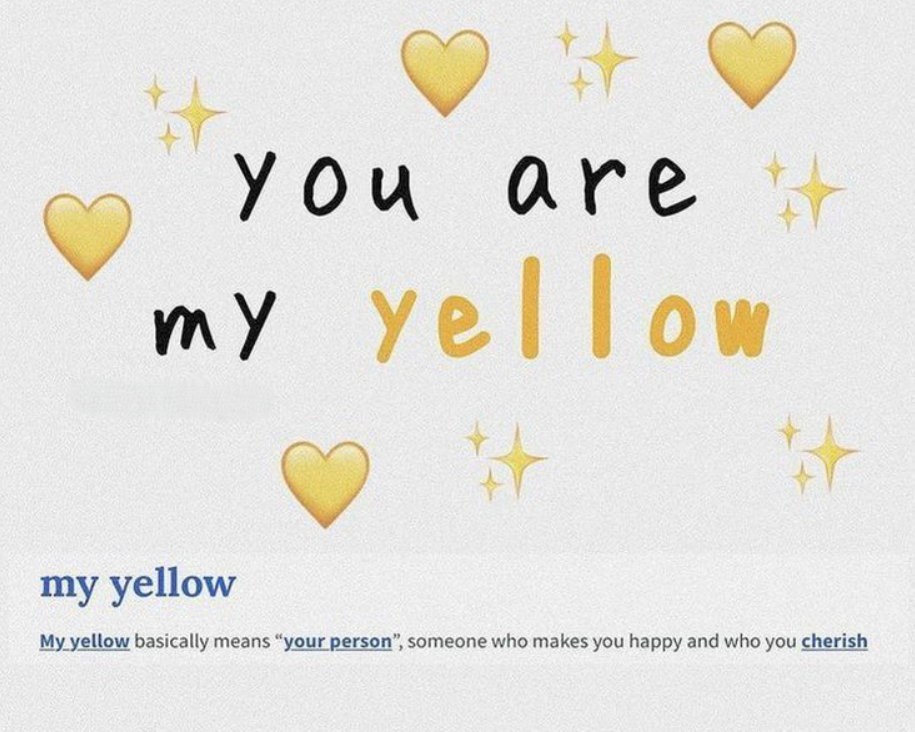 you are
my yellow
my yellow
My yellow basically means “your person”, someone who makes you happy and who you cherish